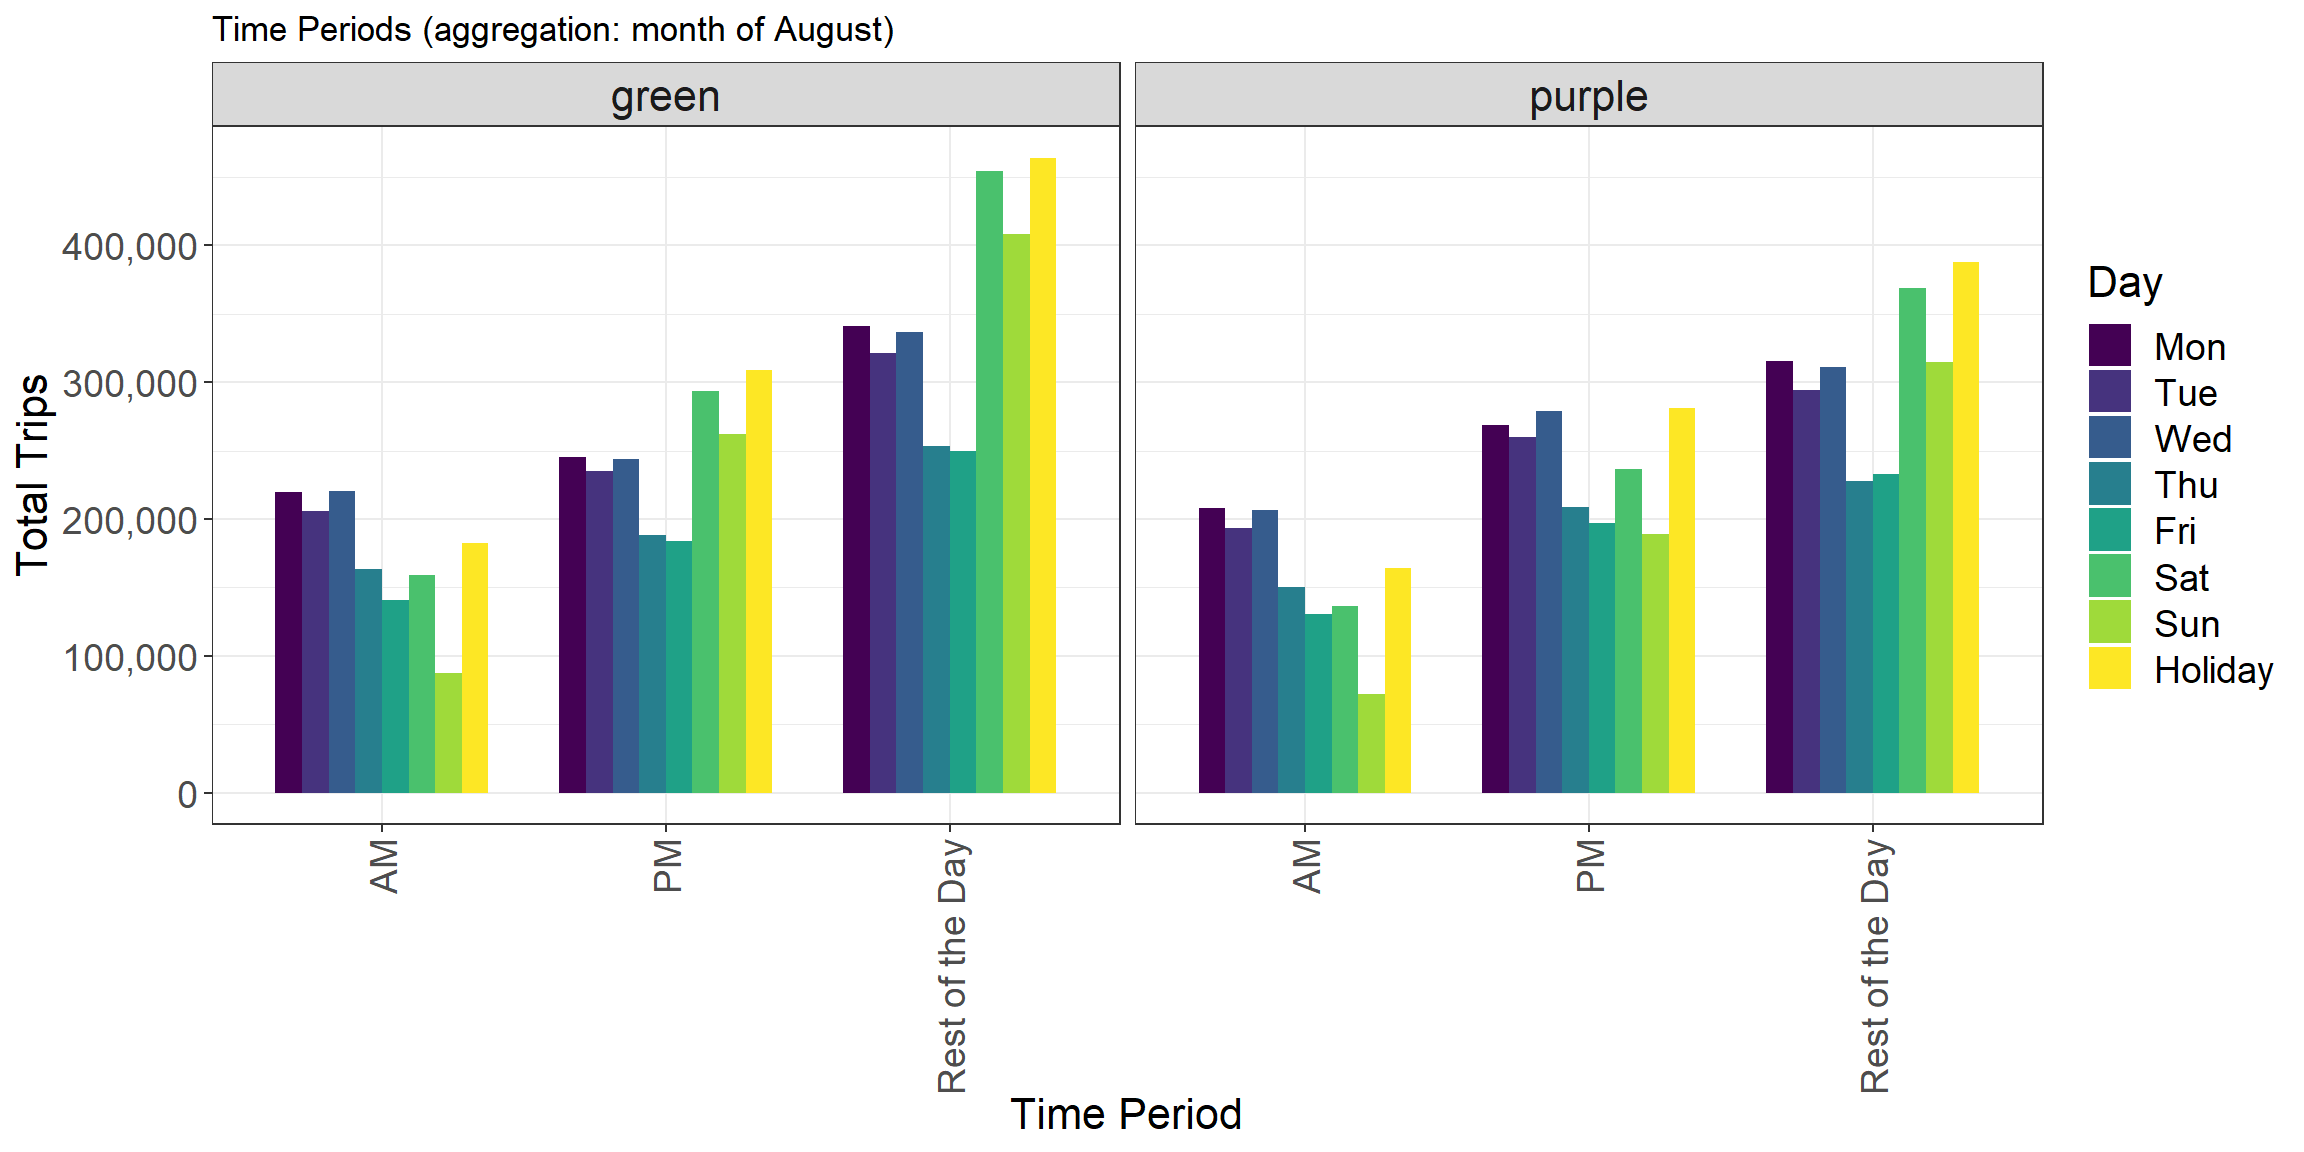 Time Periods (aggregation: month of August)
green
purple
Total Trips
400,000
300,000
200,000
100,000
0
AM
PM
Rest of the Day
AM
PM
Rest of the Day
Time Period
Day
Mon
Tue
Wed
Thu
Fri
Sat
Sun
Holiday